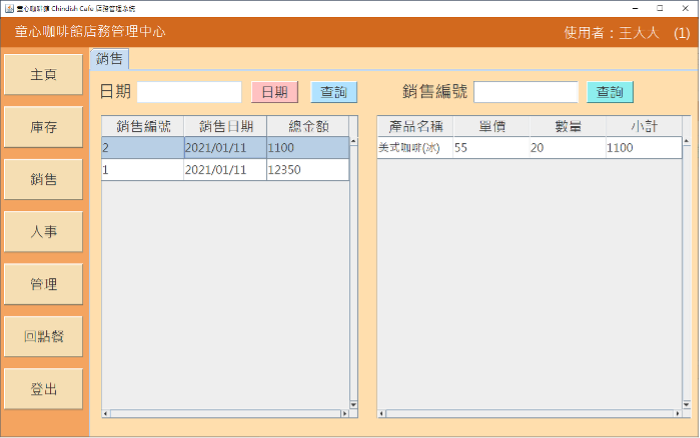 童心咖啡館 Chindish Café 店務管理系統
童心咖啡館店務管理中心
使用者：王大大 (1)
主頁
庫存
銷售
人事
管理
回點餐
登出
銷售
日期 日期 查詢
銷售編號 銷售日期 總金額
2 2021/01/11 1100
1 2021/01/11 12350
銷售編號 查詢
產品名稱 單價 數量 小計
美式咖啡(冰) 55 20 1100